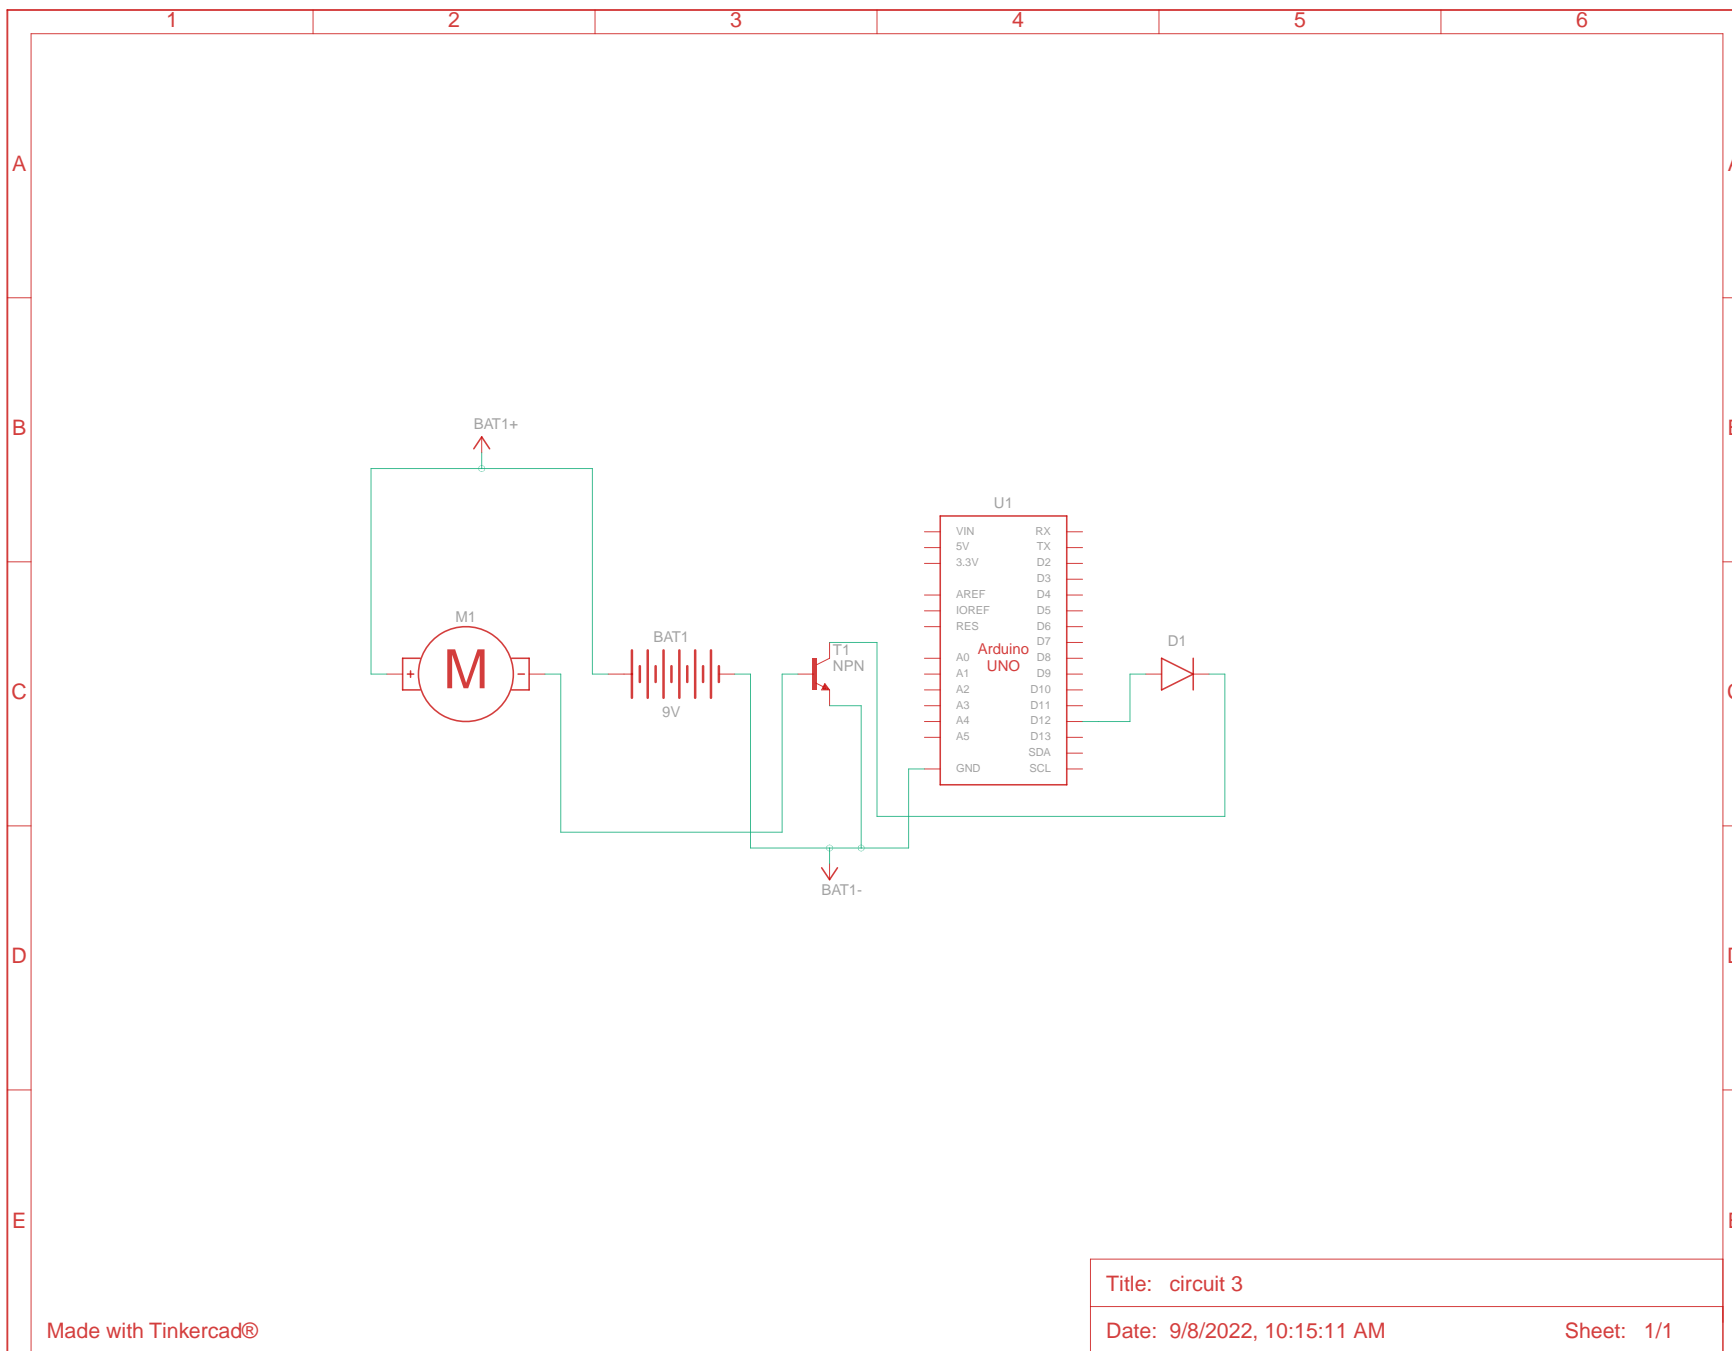 1 2 3 4 5 6
A A
B B
BAT1+
U1
VIN RX
5V TX
3.3V D2
D3
AREF D4
IOREF D5
RES D6
D7
A0 D8
A1 D9
A2 D10
A3 D11
A4 D12
A5 D13
SDA
GND SCL
Arduino
UNO
M1
+ M -
BAT1
9V
T1
NPN
D1
C C
BAT1-
D D
E E
Title: circuit 3
Made with Tinkercad®
Date: 9/8/2022, 10:15:11 AM Sheet: 1/1